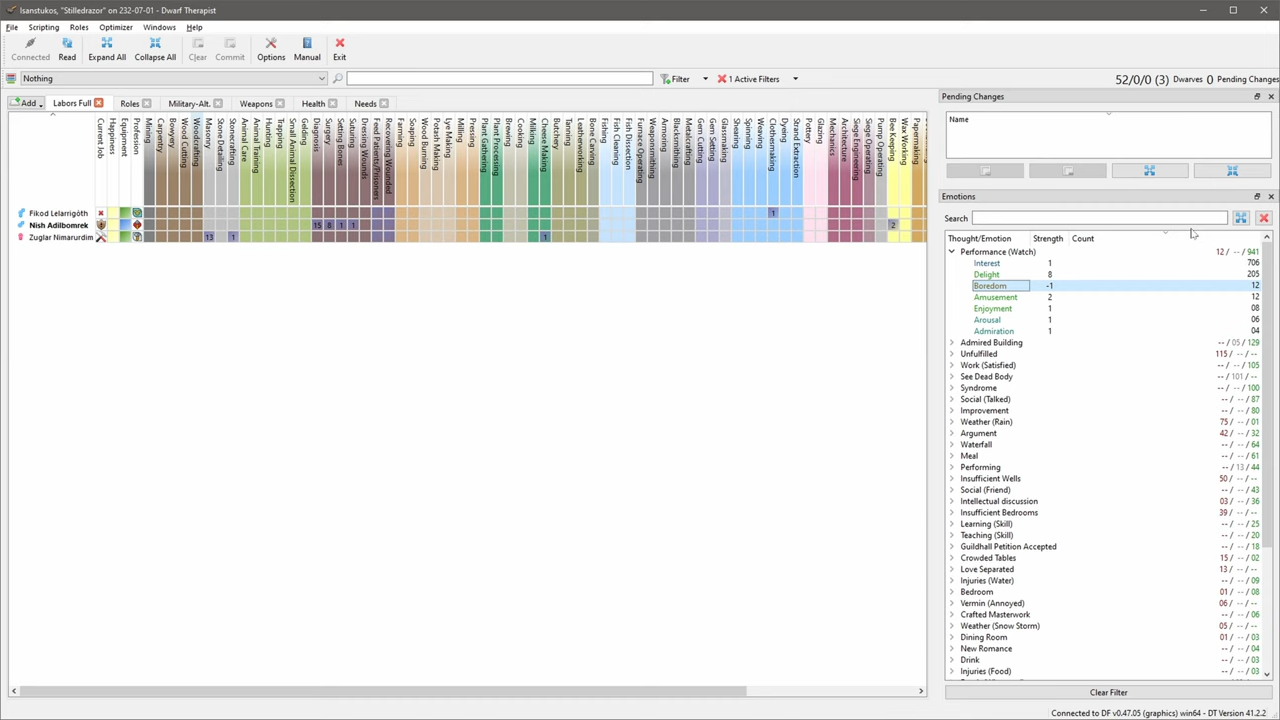 Isanstukos, "Stilledrazor" on 232-07-01 - Dwarf Therapist
File Scripting Roles Optimizer Windows Help
Connected Read Expand All Collapse All Clear Commit Options Manual Exit
Nothing Filter 1 Active Filters 52/0/0 (3) Dwarves 0 Pending Changes
Add Labors Full Roles Military-Alt. Weapons Health Needs
Current Job
Happiness
Equipment
Profession
Mining
Carpentry
Bowyery
Wood Cutting
Masonry
Stone Detailing
Stonecrafting
Animal Care
Animal Training
Trapping
Small Animal Dissection
Gelding
Diagnosis
Surgery
Setting Bones
Suturing
Dressing Wounds
Feed Patients/Prisoners
Recovering Wounded
Farming
Soaping
Wood Burning
Potash Making
Lye Making
Milling
Pressing
Plant Gathering
Plant Processing
Brewing
Cooking
Cheese Making
Butchery
Tanning
Leatherworking
Bone Carving
Fishing
Fish Cleaning
Fish Dissection
Furnace Operating
Weaponsmithing
Armoring
Blacksmithing
Metalcrafting
Gem Cutting
Gem Setting
Glassmaking
Shearing
Spinning
Weaving
Clothesmaking
Dyeing
Strand Extraction
Pottery
Glazing
Mechanics
Architecture
Siege Engineering
Siege Operating
Pump Operating
Bee Keeping
Wax Working
Papermaking
Fikod Lelarrigóth 1
Nish Adilbomrek 15 8 1 1 2
Zuglar Nimarurdim 13 1 1
Pending Changes
Name
Emotions
Search
Thought/Emotion Strength Count
Performance (Watch) 12 / -- / 941
Interest 1 706
Delight 8 205
Boredom -1 12
Amusement 2 12
Enjoyment 1 08
Arousal 1 06
Admiration 1 04
Admired Building -- / 05 / 129
Unfulfilled 115 / -- / --
Work (Satisfied) -- / -- / 105
See Dead Body -- / 101 / --
Syndrome -- / -- / 100
Social (Talked) -- / -- / 87
Improvement -- / -- / 80
Weather (Rain) 75 / -- / 01
Argument 42 / -- / 32
Waterfall -- / -- / 64
Meal -- / -- / 61
Performing -- / 13 / 44
Insufficient Wells 50 / -- / --
Social (Friend) -- / -- / 43
Intellectual discussion 03 / -- / 36
Insufficient Bedrooms 39 / -- / --
Learning (Skill) -- / -- / 25
Teaching (Skill) -- / -- / 20
Guildhall Petition Accepted -- / -- / 18
Crowded Tables 15 / -- / 02
Love Separated 13 / -- / --
Injuries (Water) -- / -- / 09
Bedroom 01 / -- / 08
Vermin (Annoyed) 06 / -- / --
Crafted Masterwork -- / -- / 06
Weather (Snow Storm) 05 / -- / --
Dining Room 01 / -- / 03
New Romance -- / -- / 04
Drink -- / -- / 03
Injuries (Food) -- / -- / 03
Clear Filter
Connected to DF v0.47.05 (graphics) win64 - DT Version 41.2.2